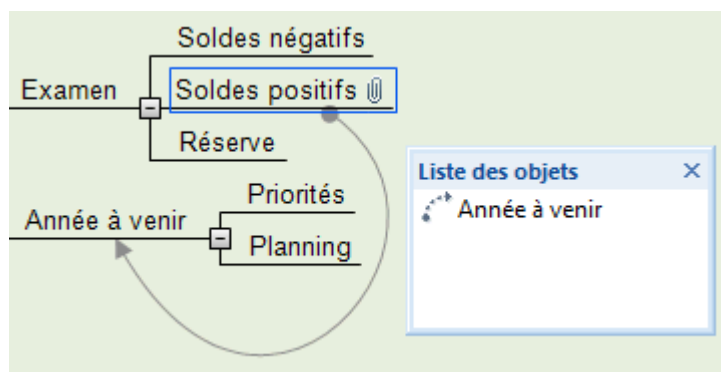 Soldes négatifs
Examen
Soldes positifs
Réserve
Liste des objets
Année à venir
Priorités
Année à venir
Planning